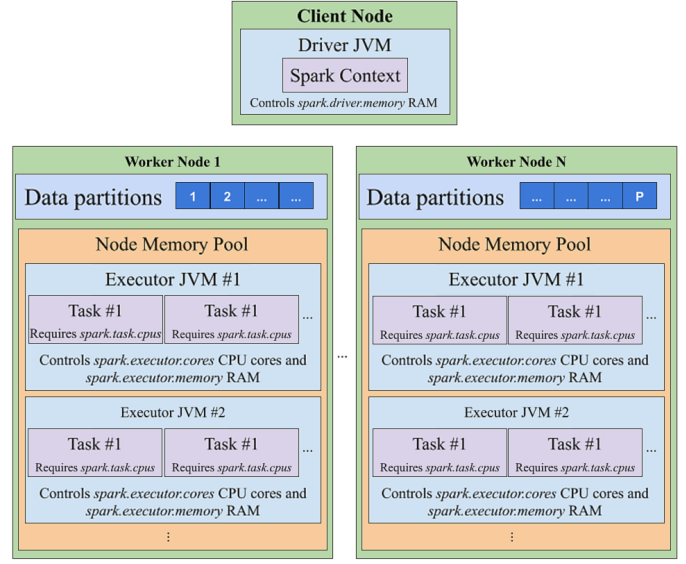 Client Node
Driver JVM
Spark Context
Controls spark.driver.memory RAM
Worker Node 1
Data partitions 1 2 ... ...
Node Memory Pool
Executor JVM #1
Task #1 Task #1 ...
Requires spark.task.cpus Requires spark.task.cpus
Controls spark.executor.cores CPU cores and
spark.executor.memory RAM
Executor JVM #2
Task #1 Task #1 ...
Requires spark.task.cpus Requires spark.task.cpus
Controls spark.executor.cores CPU cores and
spark.executor.memory RAM
...
...
Worker Node N
Data partitions ... ... ... P
Node Memory Pool
Executor JVM #1
Task #1 Task #1 ...
Requires spark.task.cpus Requires spark.task.cpus
Controls spark.executor.cores CPU cores and
spark.executor.memory RAM
Executor JVM #2
Task #1 Task #1 ...
Requires spark.task.cpus Requires spark.task.cpus
Controls spark.executor.cores CPU cores and
spark.executor.memory RAM
...